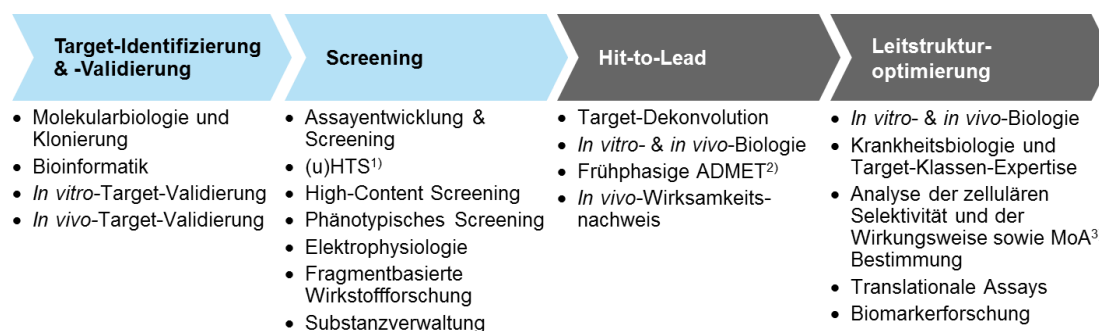 Target-Identifizierung
& -Validierung
Screening
Hit-to-Lead
Leitstruktur-
optimierung
• Molekularbiologie und
Klonierung
• Bioinformatik
• In vitro-Target-Validierung
• In vivo-Target-Validierung
• Assayentwicklung &
Screening
• (u)HTS1)
• High-Content Screening
• Phänotypisches Screening
• Elektrophysiologie
• Fragmentbasierte
Wirkstoffforschung
• Substanzverwaltung
• Target-Dekonvolution
• In vitro- & in vivo-Biologie
• Frühphasige ADMET2)
• In vivo-Wirksamkeits-
nachweis
• In vitro- & in vivo-Biologie
• Krankheitsbiologie und
Target-Klassen-Expertise
• Analyse der zellulären
Selektivität und der
Wirkungsweise sowie MoA3
Bestimmung
• Translationale Assays
• Biomarkerforschung